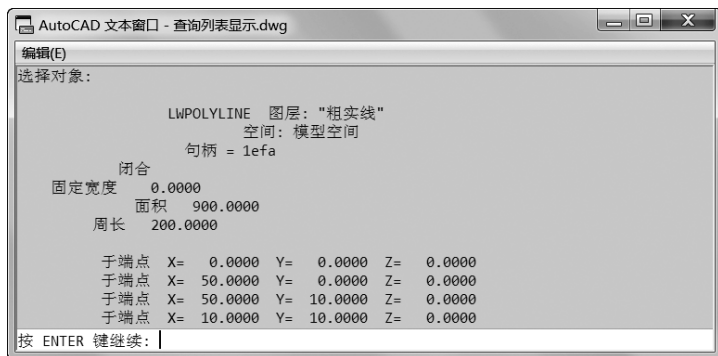 AutoCAD 文本窗口 - 查询列表显示.dwg
编辑(E)
选择对象:
LWPOLYLINE 图层: "粗实线"
空间: 模型空间
句柄 = 1efa
闭合
固定宽度 0.0000
面积 900.0000
周长 200.0000
于端点 X= 0.0000 Y= 0.0000 Z= 0.0000
于端点 X= 50.0000 Y= 0.0000 Z= 0.0000
于端点 X= 50.0000 Y= 10.0000 Z= 0.0000
于端点 X= 10.0000 Y= 10.0000 Z= 0.0000
按 ENTER 键继续: